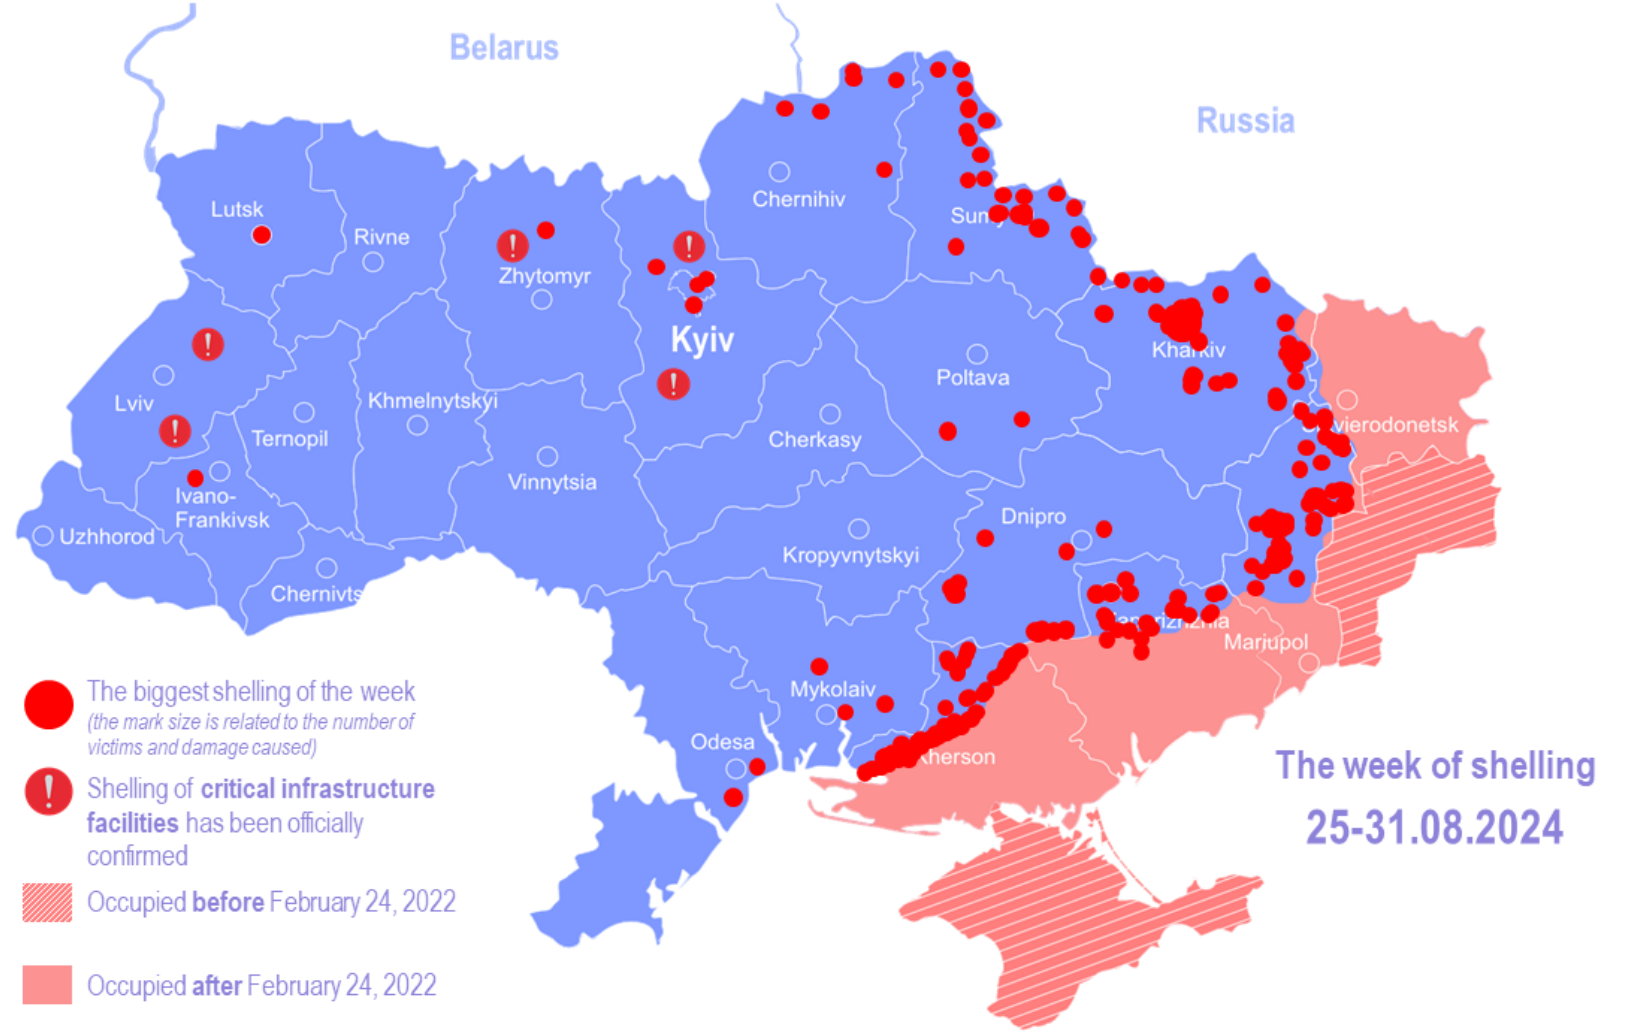 Belarus
Russia
Lutsk
Rivne
Zhytomyr
Chernihiv
Sumy
Kyiv
Kharkiv
Lviv
Khmelnytskyi
Ternopil
Poltava
Cherkasy
vierodonetsk
Vinnytsia
Ivano-
Frankivsk
Uzhhorod
Dnipro
Kropyvnytskyi
Chernivts
Mariupol
Mykolaiv
Odesa
Kherson
The biggest shelling of the week
(the mark size is related to the number of
victims and damage caused)
Shelling of critical infrastructure
facilities has been officially
confirmed
Occupied before February 24, 2022
Occupied after February 24, 2022
The week of shelling
25-31.08.2024